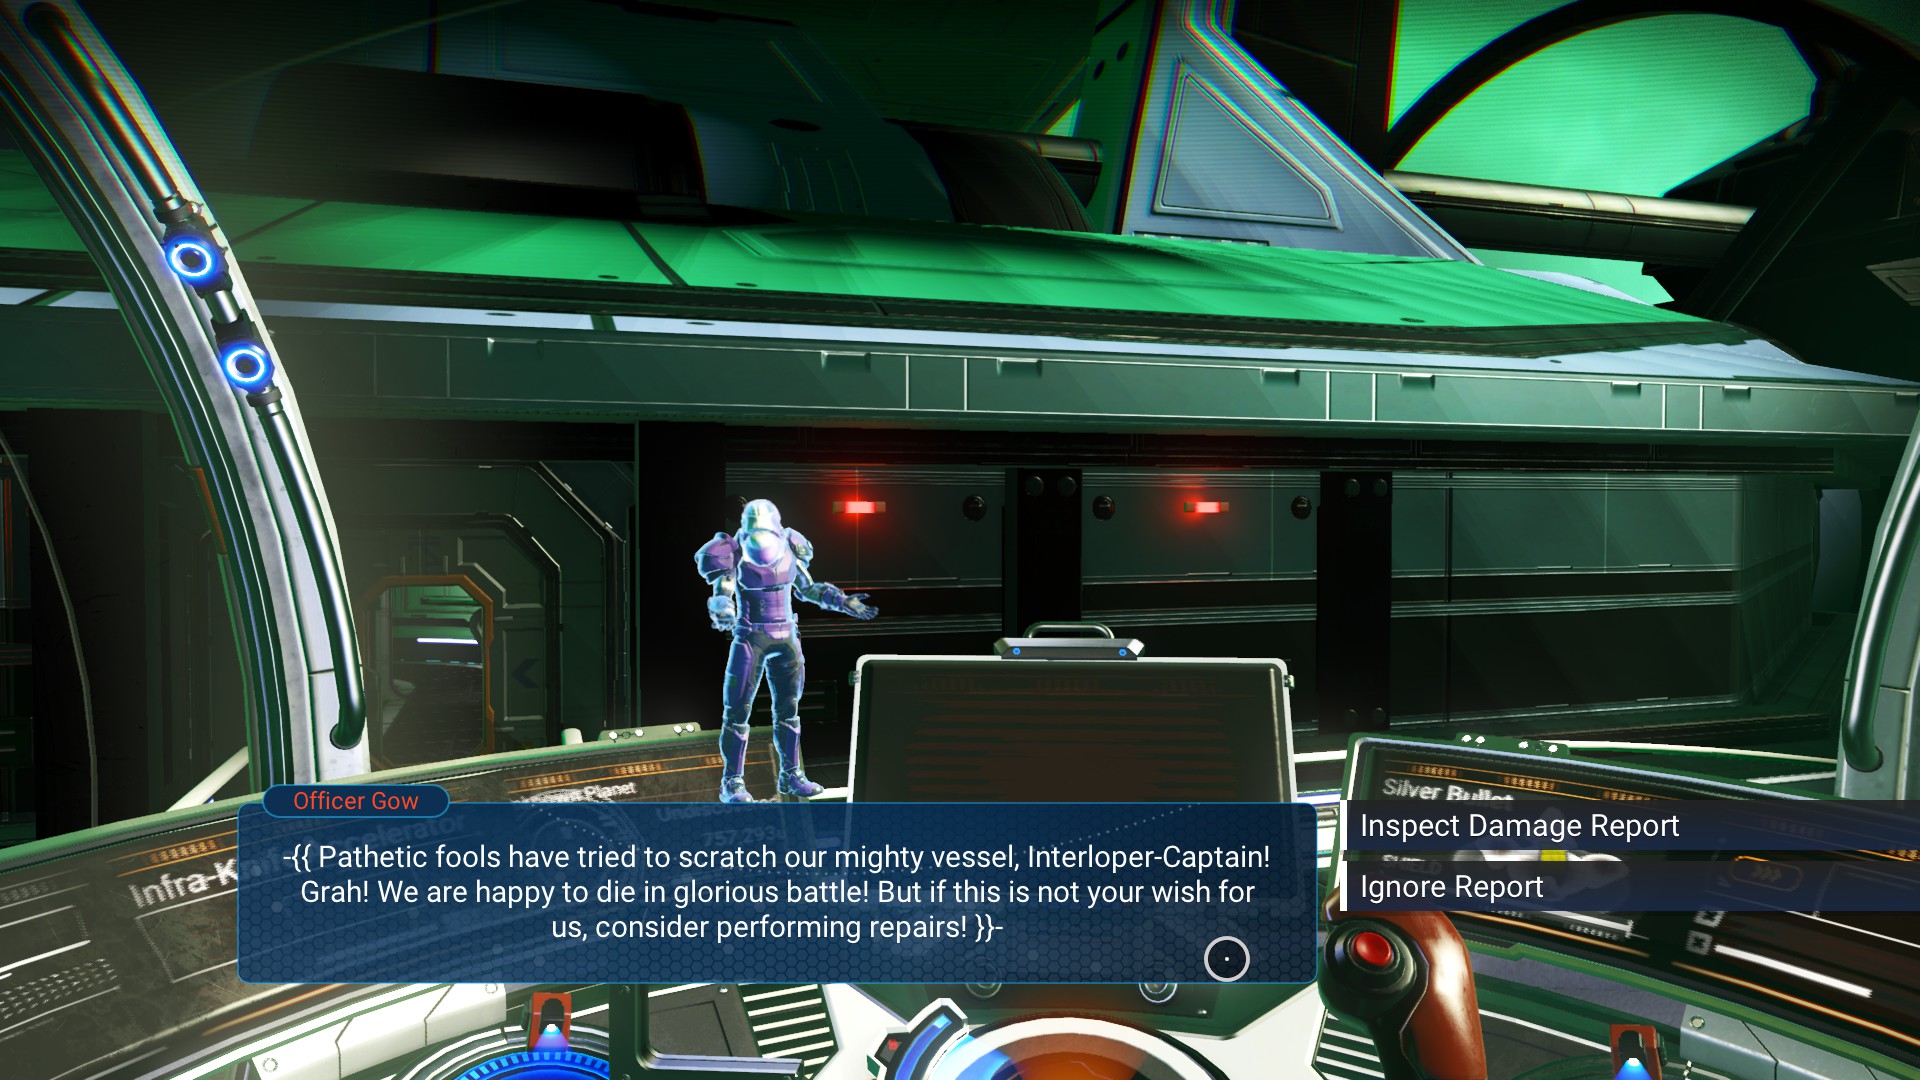 Officer Gow
-{{ Pathetic fools have tried to scratch our mighty vessel, Interloper-Captain!
Grah! We are happy to die in glorious battle! But if this is not your wish for
us, consider performing repairs! }}-
Silver Bullet
Inspect Damage Report
Ignore Report